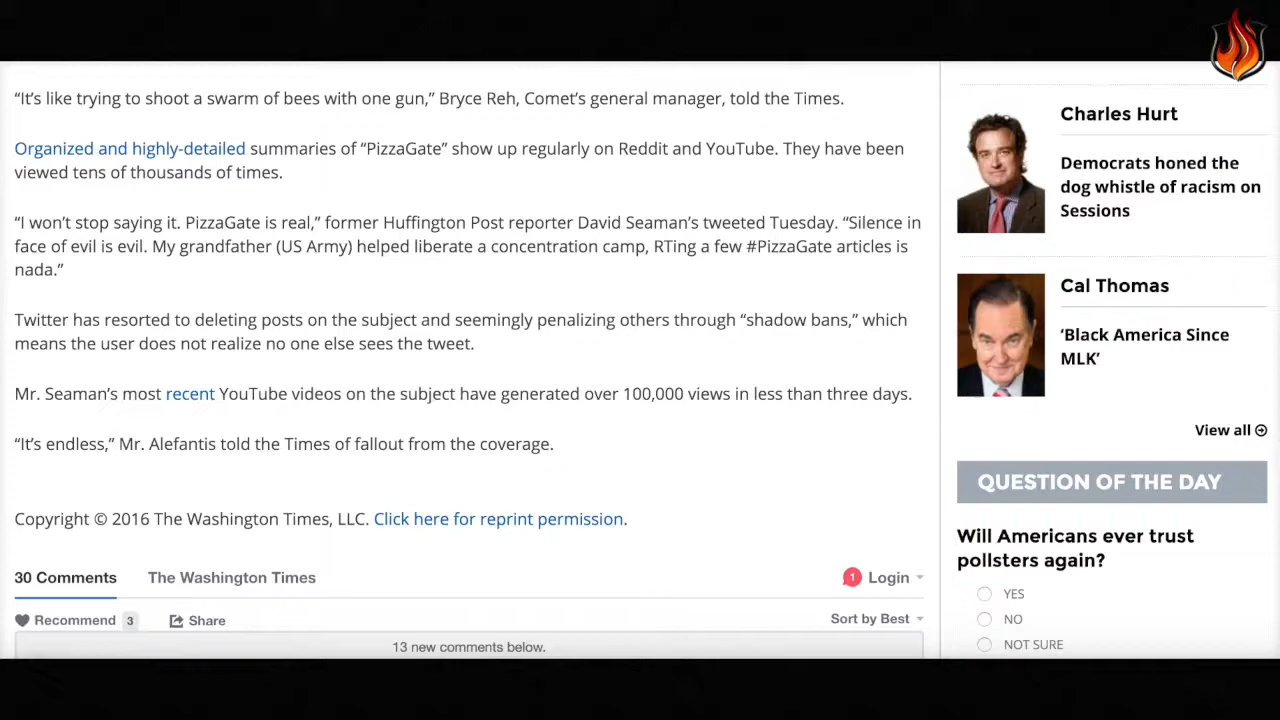 “It’s like trying to shoot a swarm of bees with one gun,” Bryce Reh, Comet’s general manager, told the Times.
Organized and highly-detailed summaries of “PizzaGate” show up regularly on Reddit and YouTube. They have been
viewed tens of thousands of times.
“I won’t stop saying it. PizzaGate is real,” former Huffington Post reporter David Seaman’s tweeted Tuesday. “Silence in
face of evil is evil. My grandfather (US Army) helped liberate a concentration camp, RTing a few #PizzaGate articles is
nada.”
Twitter has resorted to deleting posts on the subject and seemingly penalizing others through “shadow bans,” which
means the user does not realize no one else sees the tweet.
Mr. Seaman’s most recent YouTube videos on the subject have generated over 100,000 views in less than three days.
“It’s endless,” Mr. Alefantis told the Times of fallout from the coverage.
Copyright © 2016 The Washington Times, LLC. Click here for reprint permission.
30 Comments The Washington Times 1 Login
Recommend 3 Share Sort by Best
13 new comments below.
Charles Hurt
Democrats honed the
dog whistle of racism on
Sessions
Cal Thomas
‘Black America Since
MLK’
View all
QUESTION OF THE DAY
Will Americans ever trust
pollsters again?
YES
NO
NOT SURE